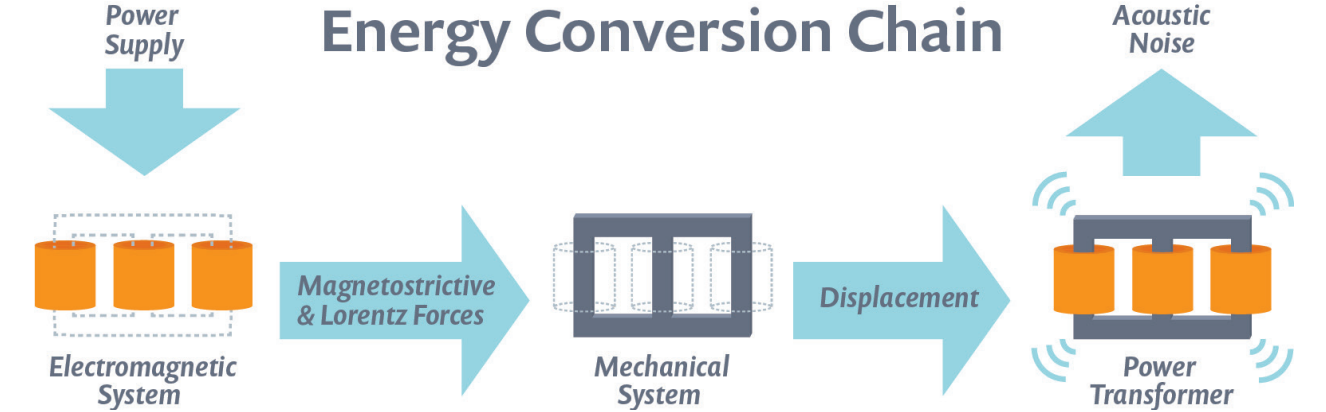 Energy Conversion Chain
Power
Supply
Acoustic
Noise
Magnetostrictive
& Lorentz Forces
Displacement
Electromagnetic
System
Mechanical
System
Power
Transformer